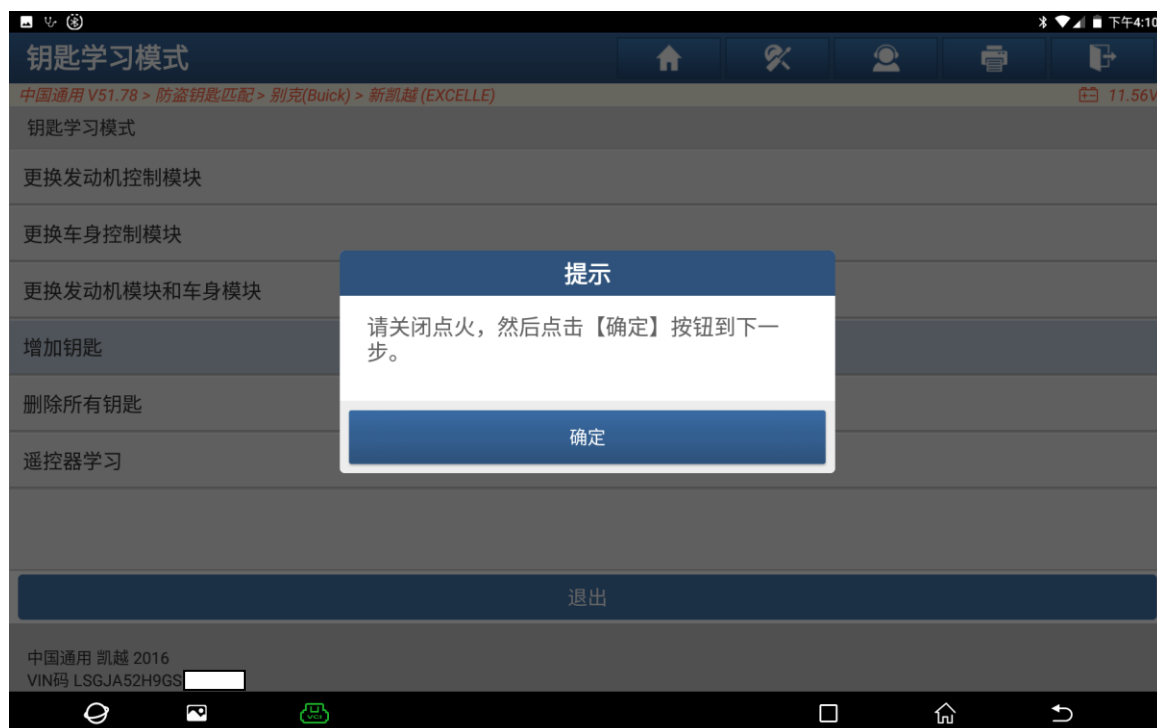 下午4:10
钥匙学习模式
中国通用 V51.78 > 防盗钥匙匹配 > 别克(Buick) > 新凯越 (EXCELLE)
11.56V
钥匙学习模式
更换发动机控制模块
更换车身控制模块
更换发动机模块和车身模块
增加钥匙
删除所有钥匙
遥控器学习
提示
请关闭点火，然后点击【确定】按钮到下一
步。
确定
退出
中国通用 凯越 2016
VIN码 LSGJA52H9GS
VCI